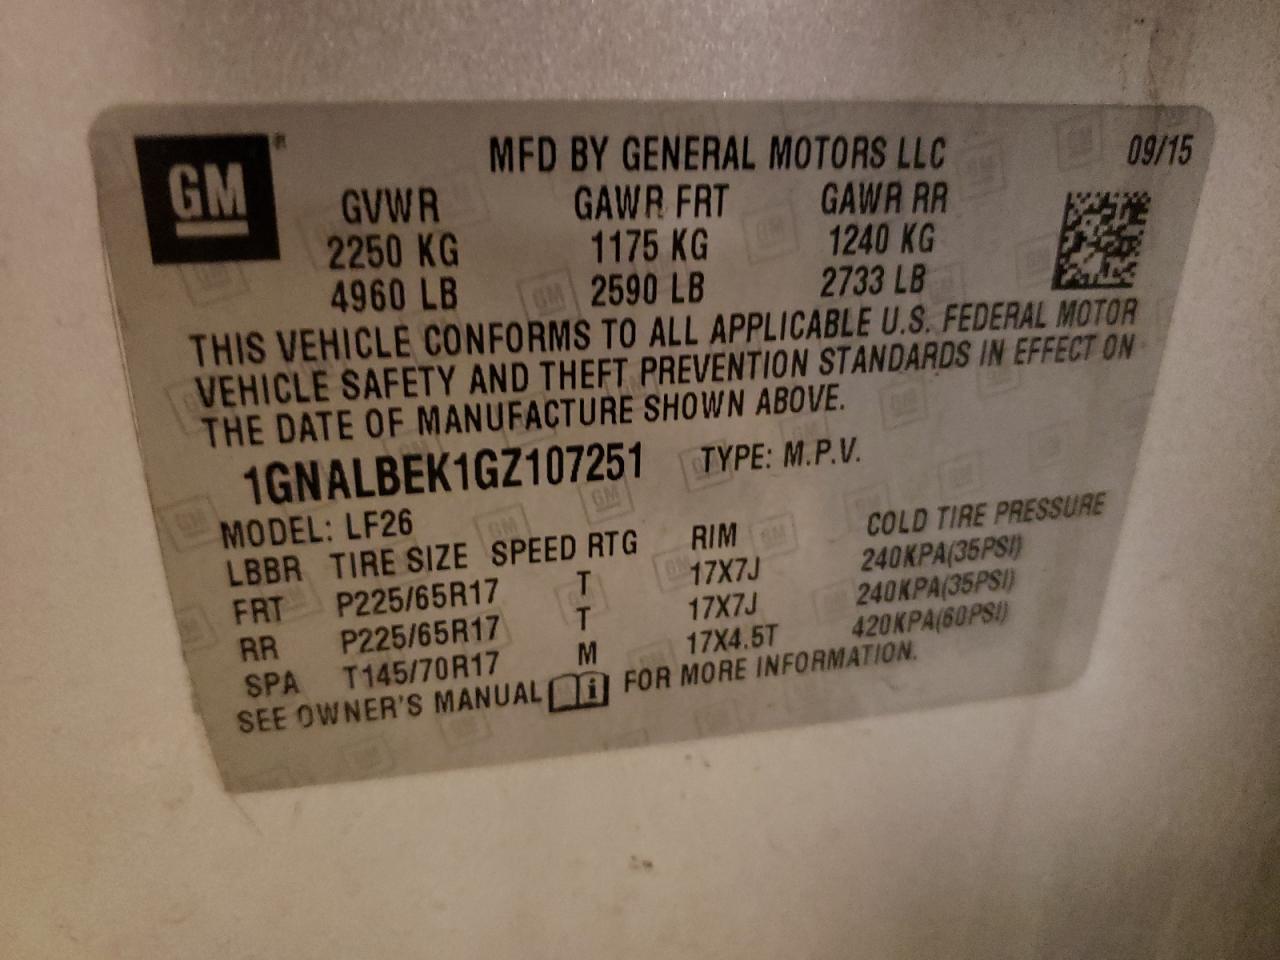 GM ®
MFD BY GENERAL MOTORS LLC 09/15
GVWR GAWR FRT GAWR RR
2250 KG 1175 KG 1240 KG
4960 LB 2590 LB 2733 LB
THIS VEHICLE CONFORMS TO ALL APPLICABLE U.S. FEDERAL MOTOR
VEHICLE SAFETY AND THEFT PREVENTION STANDARDS IN EFFECT ON
THE DATE OF MANUFACTURE SHOWN ABOVE.
1GNALBEK1GZ107251 TYPE: M.P.V.
MODEL: LF26
LBBR TIRE SIZE SPEED RTG RIM COLD TIRE PRESSURE
FRT P225/65R17 T 17X7J 240KPA(35PSI)
RR P225/65R17 T 17X7J 240KPA(35PSI)
SPA T145/70R17 M 17X4.5T 420KPA(60PSI)
SEE OWNER'S MANUAL i FOR MORE INFORMATION.